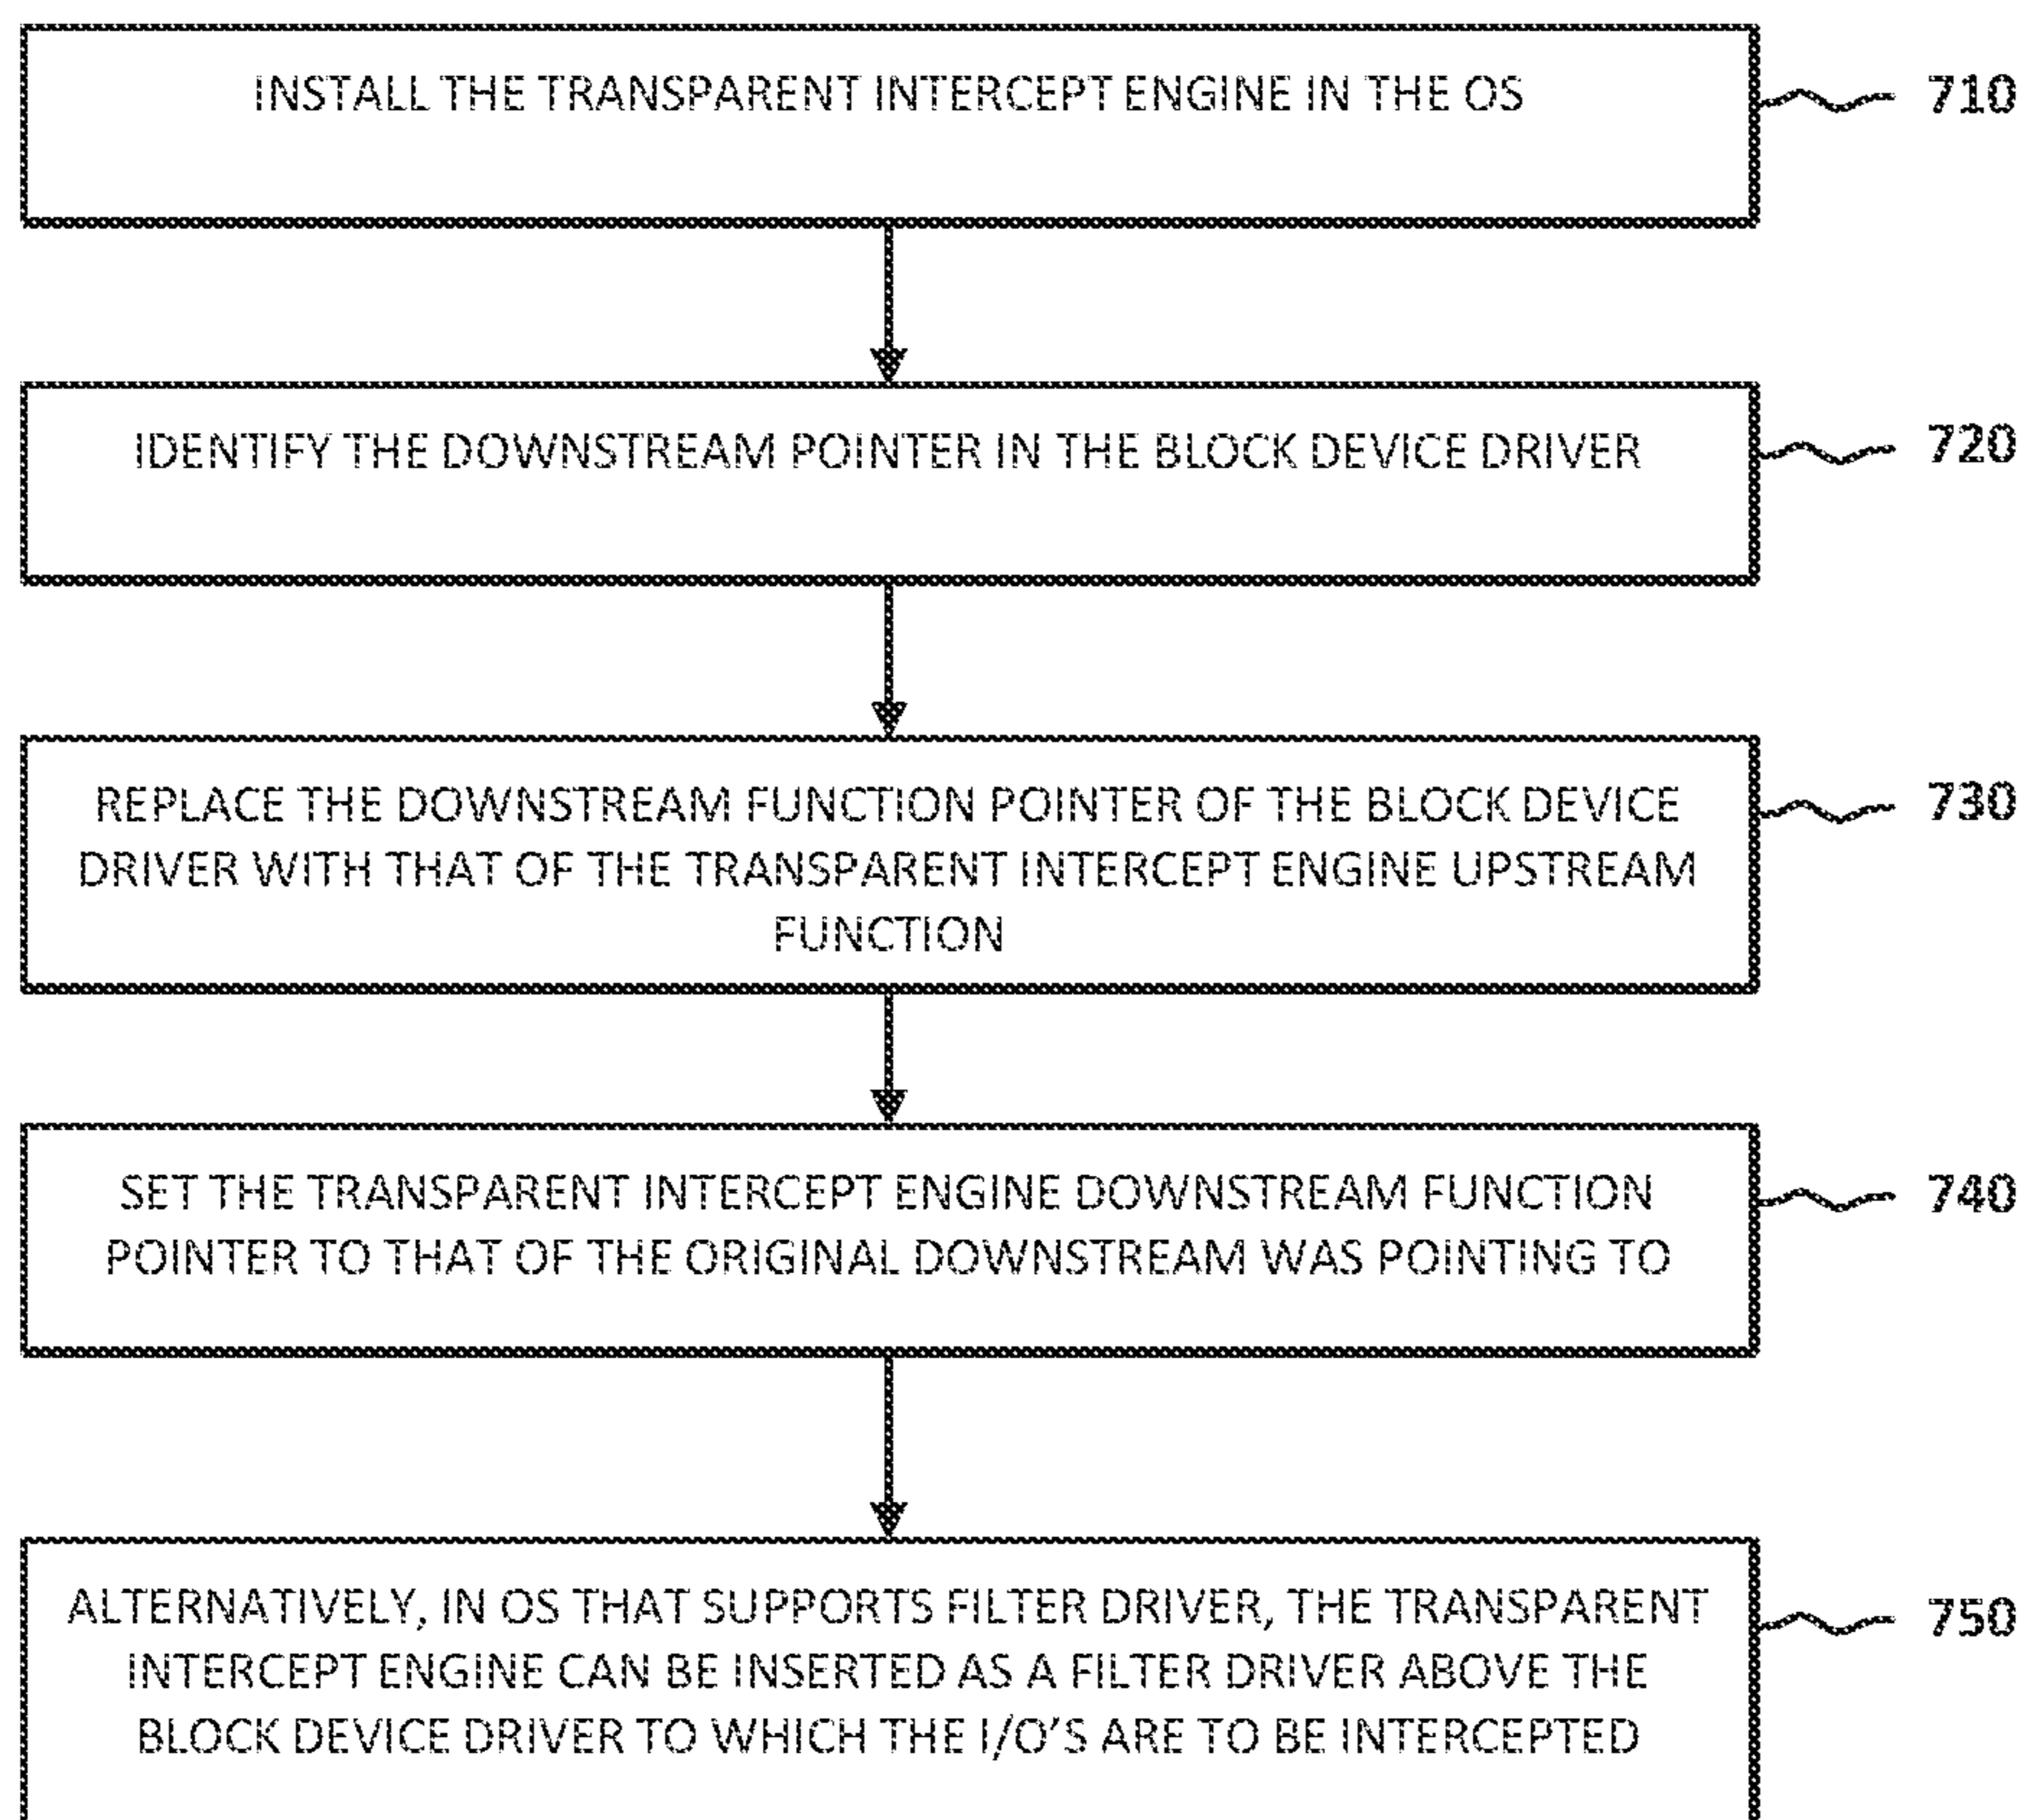 INSTALL THE TRANSPARENT INTERCEPT ENGINE IN THE OS
710
IDENTIFY THE DOWNSTREAM POINTER IN THE BLOCK DEVICE DRIVER
720
REPLACE THE DOWNSTREAM FUNCTION POINTER OF THE BLOCK DEVICE
DRIVER WITH THAT OF THE TRANSPARENT INTERCEPT ENGINE UPSTREAM
FUNCTION
730
SET THE TRANSPARENT INTERCEPT ENGINE DOWNSTREAM FUNCTION
POINTER TO THAT OF THE ORIGINAL DOWNSTREAM WAS POINTING TO
740
ALTERNATIVELY, IN OS THAT SUPPORTS FILTER DRIVER, THE TRANSPARENT
INTERCEPT ENGINE CAN BE INSERTED AS A FILTER DRIVER ABOVE THE
BLOCK DEVICE DRIVER TO WHICH THE I/O'S ARE TO BE INTERCEPTED
750